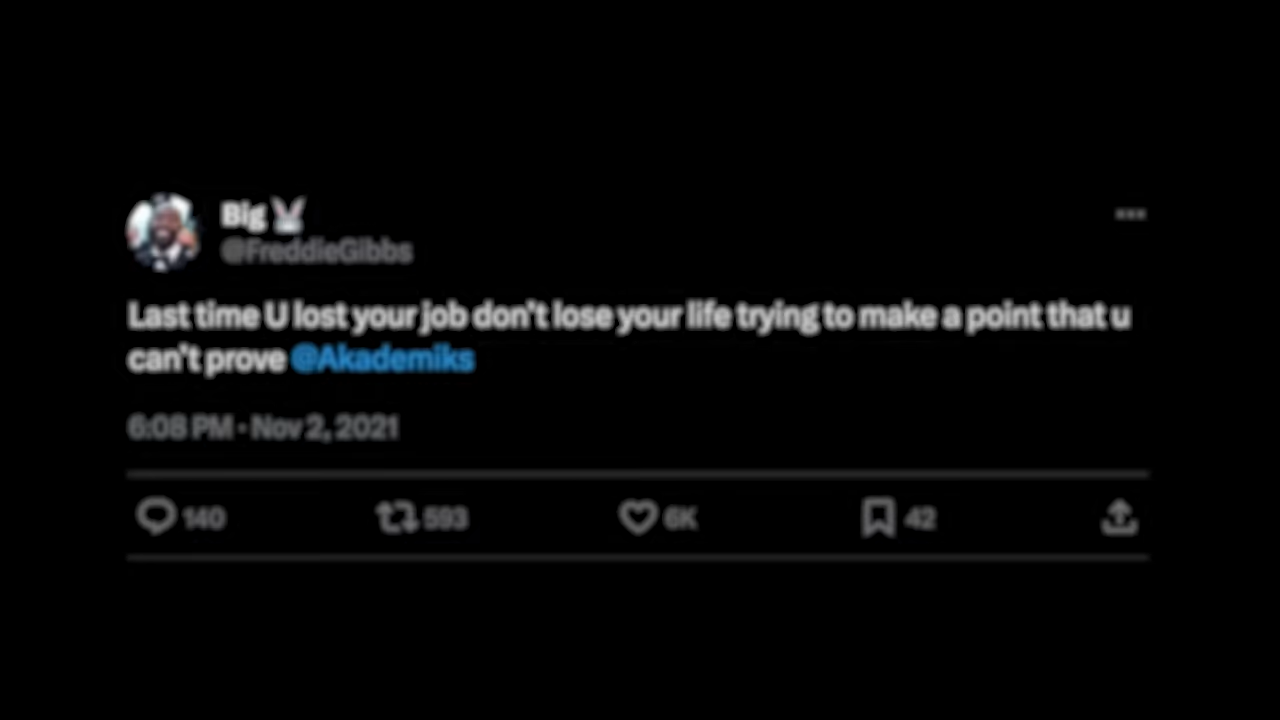 Big 🐰
@FreddieGibbs
Last time U lost your job don't lose your life trying to make a point that u
can't prove @Akademiks
6:08 PM · Nov 2, 2021
140 593 6K 42